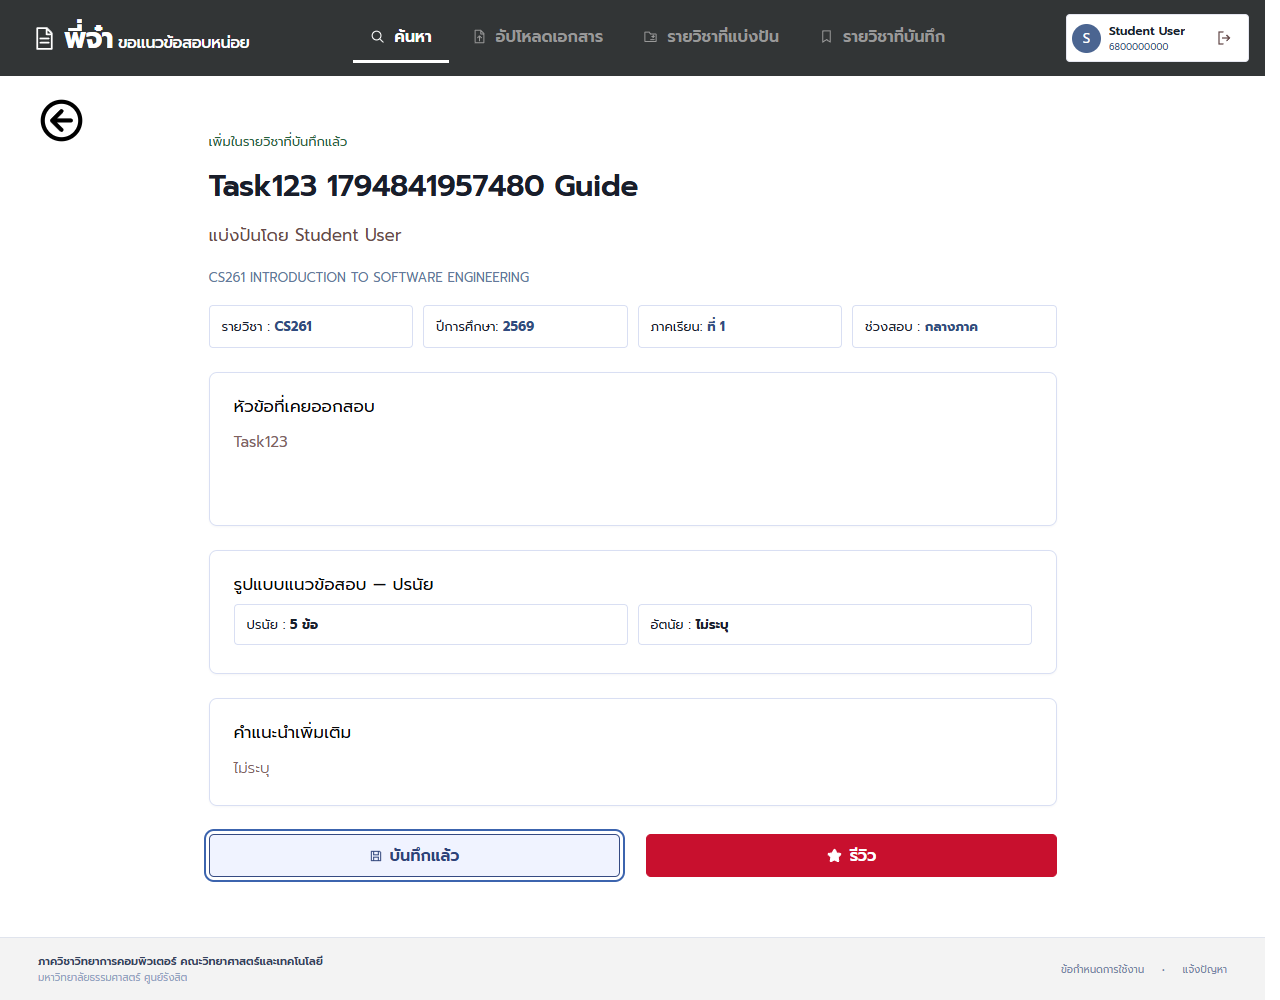 พี่จ๋า ขอแนวข้อสอบหน่อย
ค้นหา
อัปโหลดเอกสาร
รายวิชาที่แบ่งปัน
รายวิชาที่บันทึก
S
Student User
6800000000
เพิ่มในรายวิชาที่บันทึกแล้ว
Task123 1794841957480 Guide
แบ่งปันโดย Student User
CS261 INTRODUCTION TO SOFTWARE ENGINEERING
รายวิชา : CS261
ปีการศึกษา: 2569
ภาคเรียน: ที่ 1
ช่วงสอบ : กลางภาค
หัวข้อที่เคยออกสอบ
Task123
รูปแบบแนวข้อสอบ — ปรนัย
ปรนัย : 5 ข้อ
อัตนัย : ไม่ระบุ
คำแนะนำเพิ่มเติม
ไม่ระบุ
บันทึกแล้ว
รีวิว
ภาควิชาวิทยาการคอมพิวเตอร์ คณะวิทยาศาสตร์และเทคโนโลยี
มหาวิทยาลัยธรรมศาสตร์ ศูนย์รังสิต
ข้อกำหนดการใช้งาน · แจ้งปัญหา